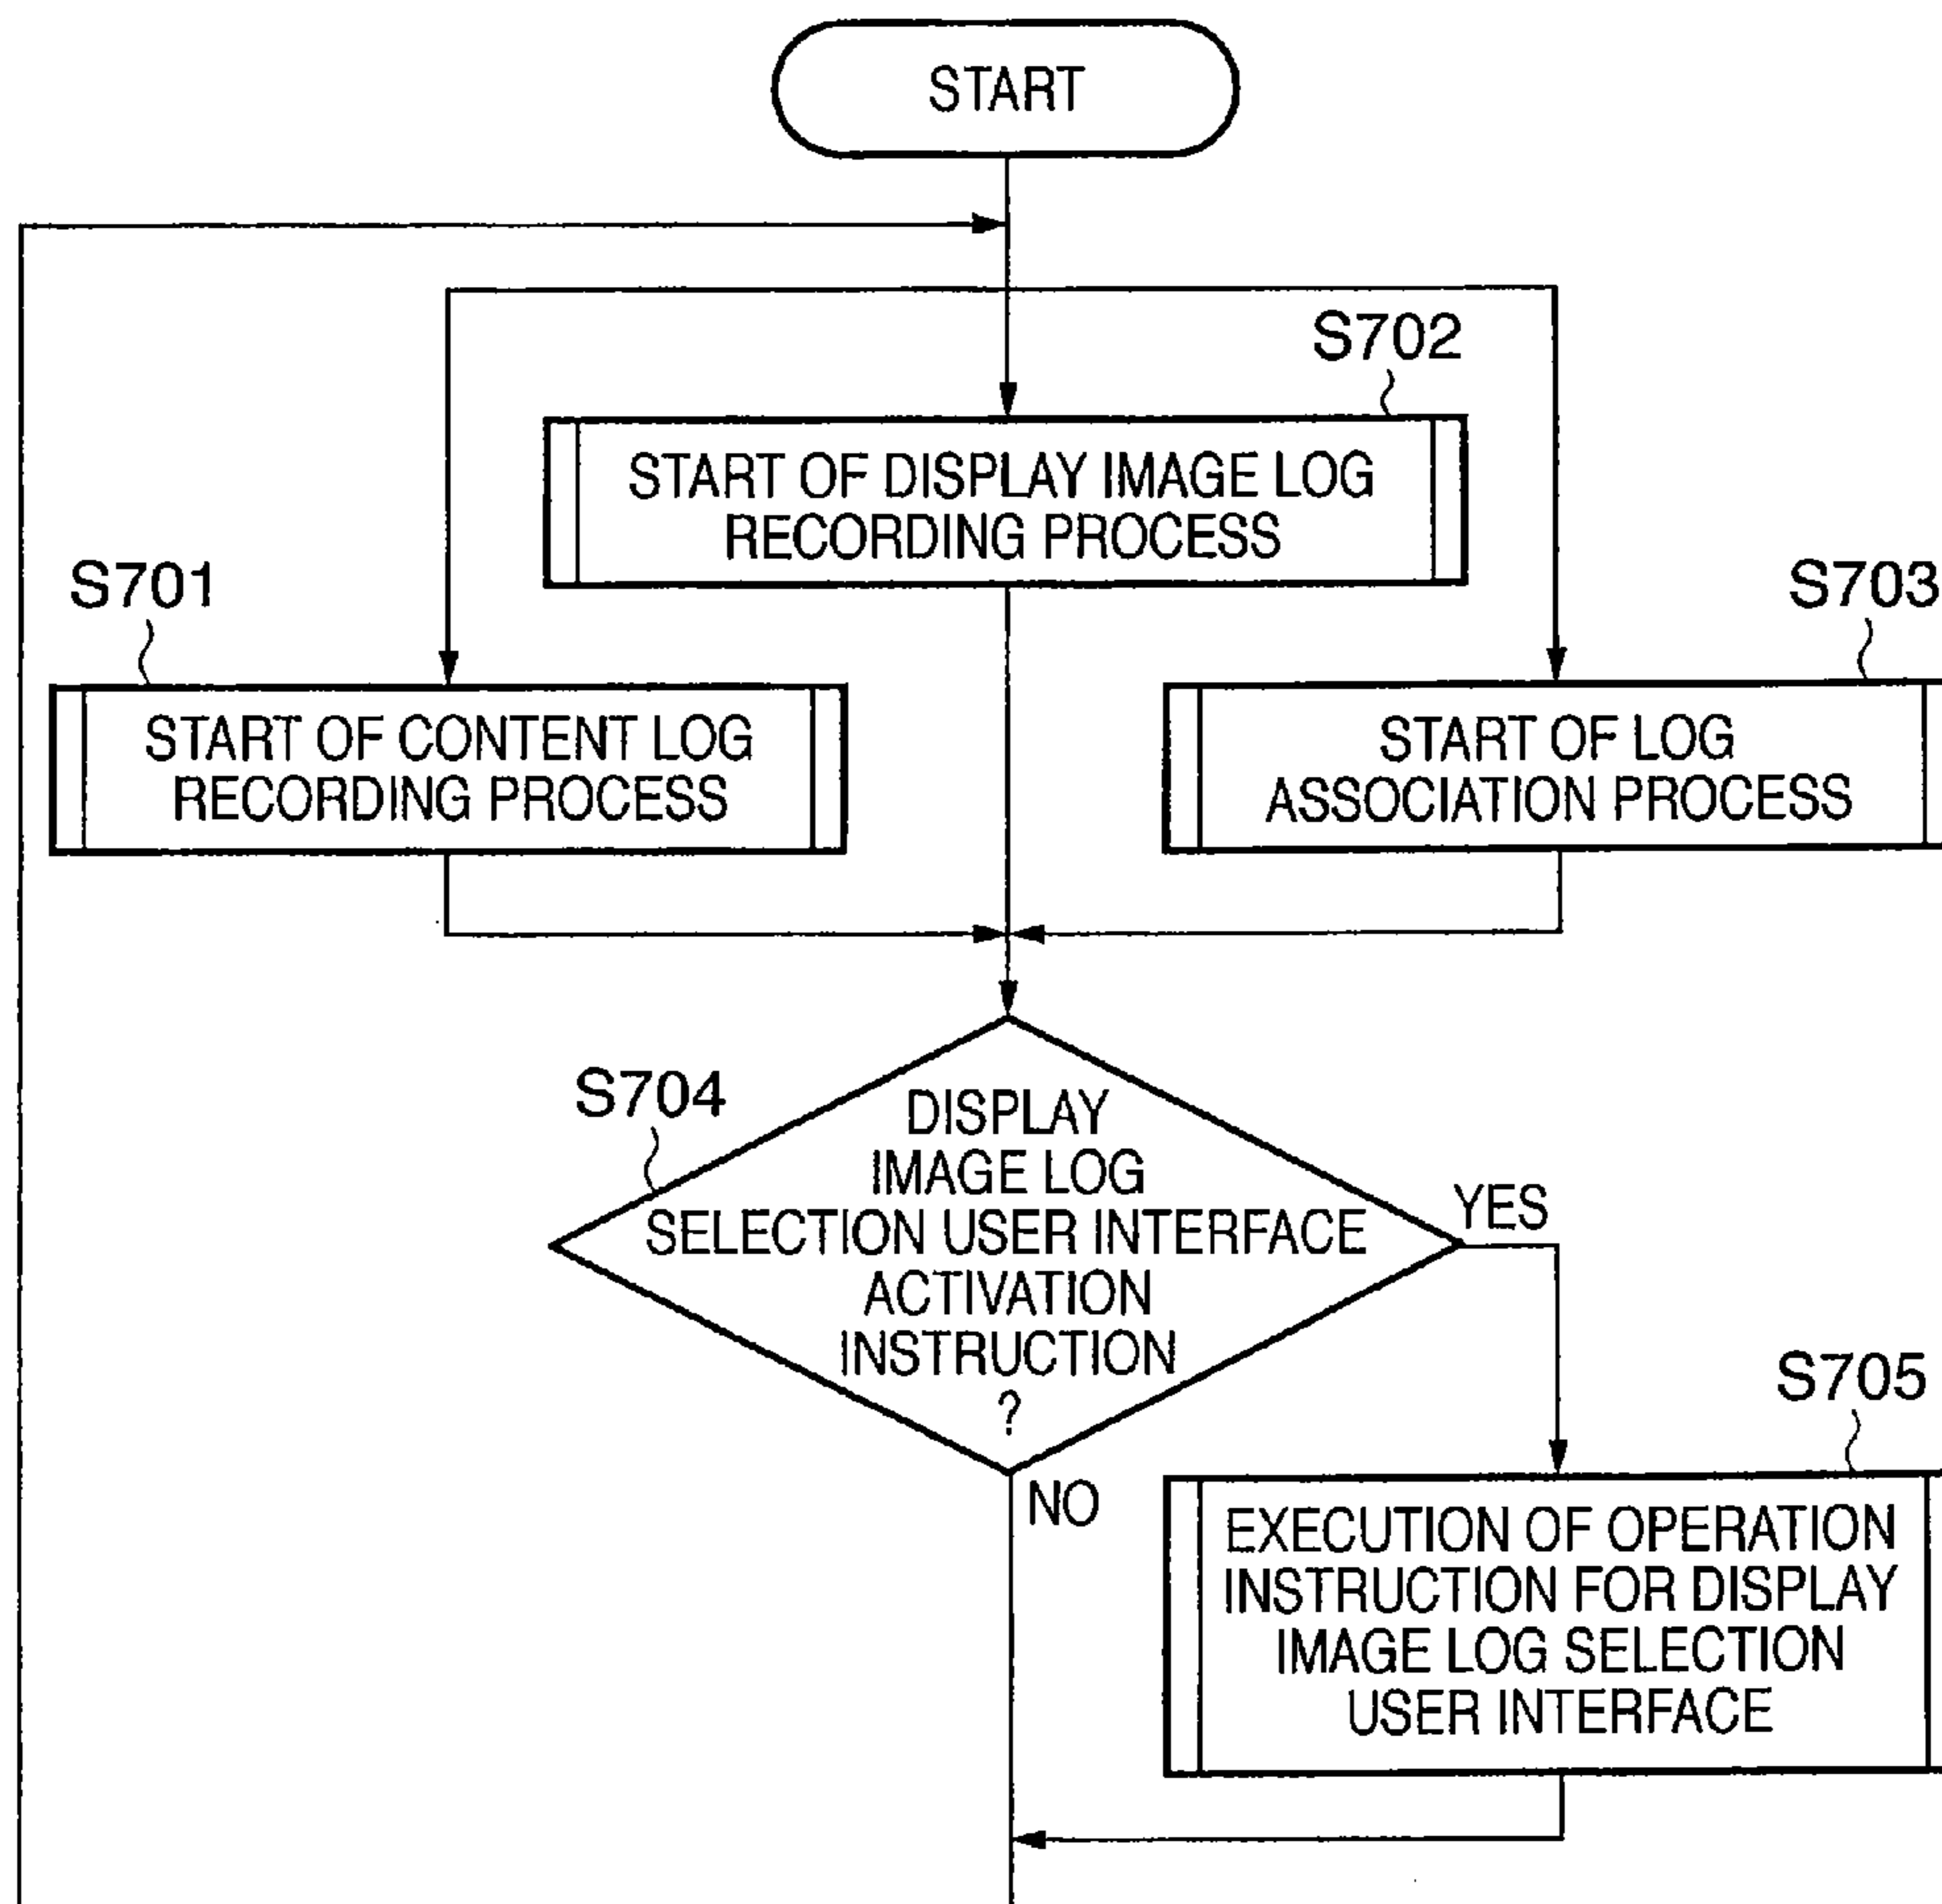 START
S702
START OF DISPLAY IMAGE LOG
RECORDING PROCESS
S701
START OF CONTENT LOG
RECORDING PROCESS
S703
START OF LOG
ASSOCIATION PROCESS
S704
DISPLAY
IMAGE LOG
SELECTION USER INTERFACE
ACTIVATION
INSTRUCTION
?
YES
NO
S705
EXECUTION OF OPERATION
INSTRUCTION FOR DISPLAY
IMAGE LOG SELECTION
USER INTERFACE